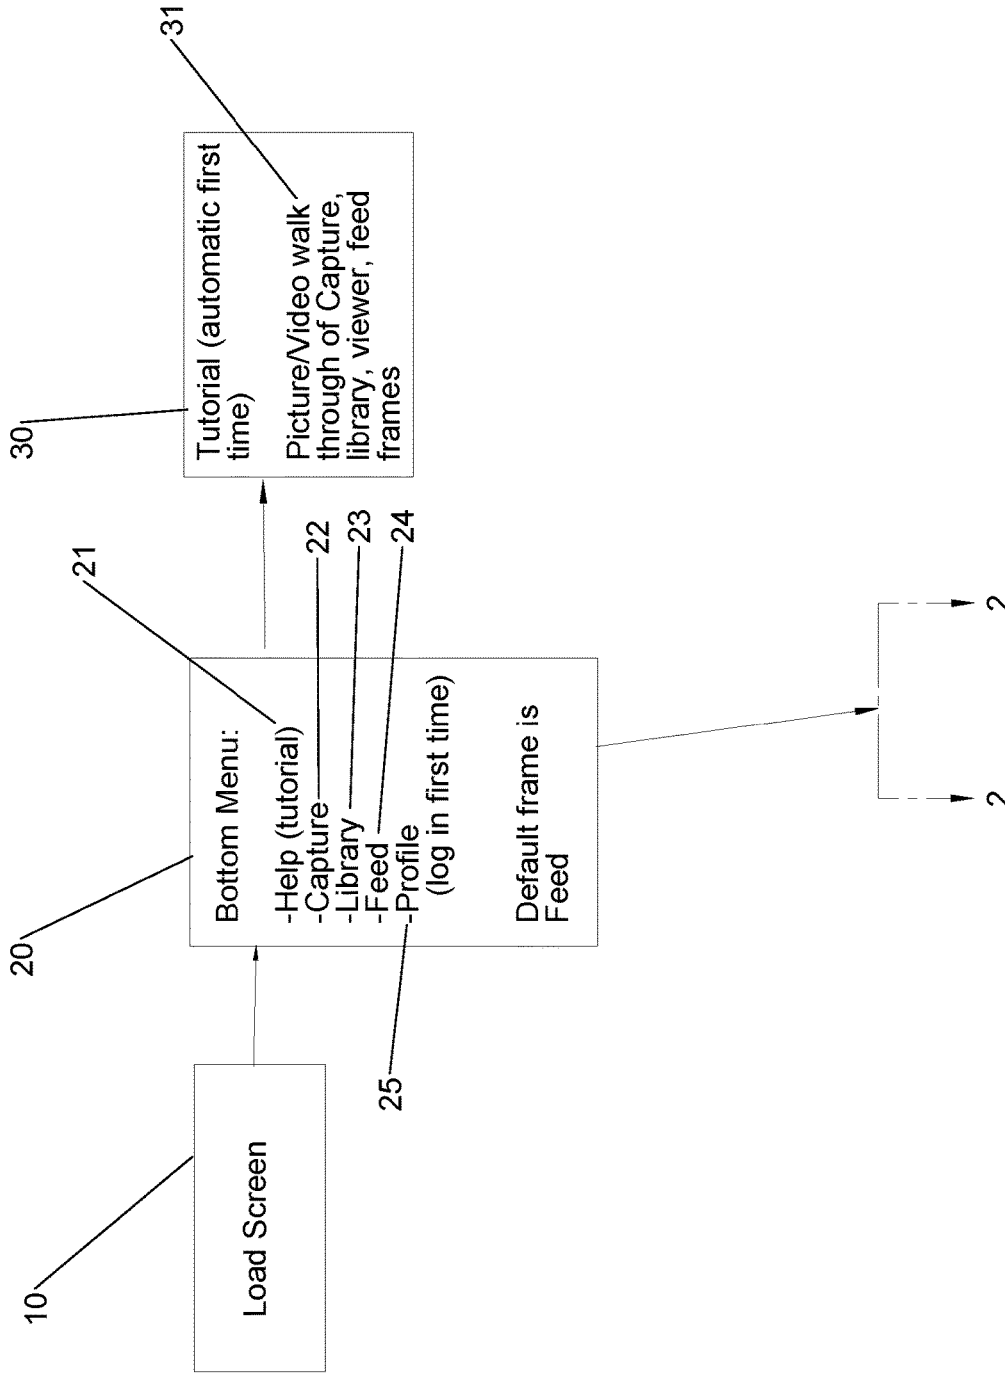 10
Load Screen
20
Bottom Menu:
21
-Help (tutorial)
-Capture
22
-Library
23
-Feed
24
-Profile
25
(log in first time)
Default frame is
Feed
30
Tutorial (automatic first
time)
31
Picture/Video walk
through of Capture,
library, viewer, feed
frames
2
2